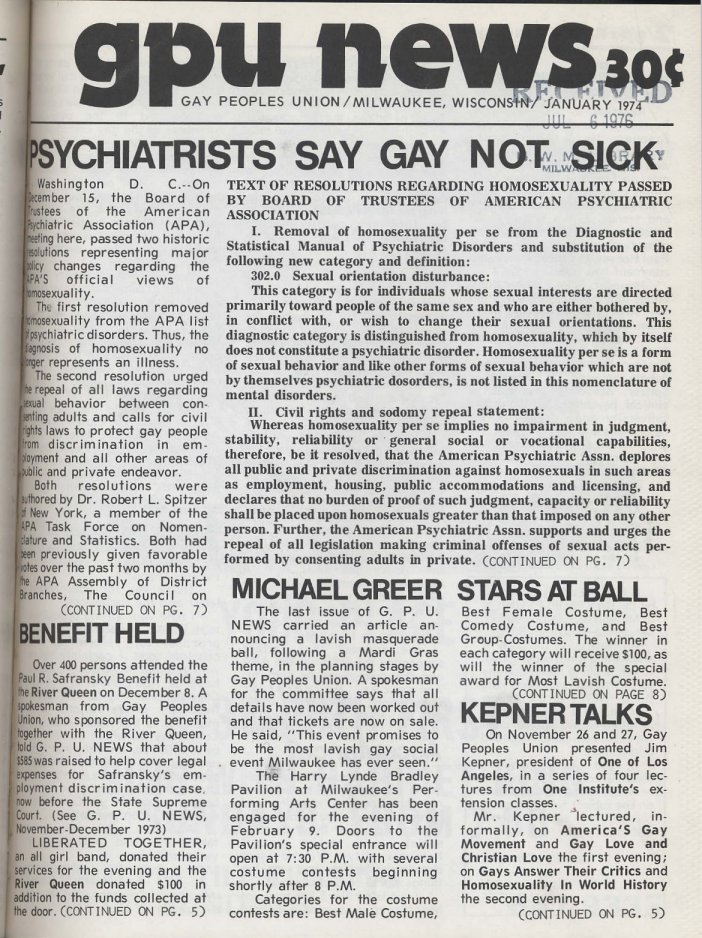 gpu news 30¢
GAY PEOPLES UNION/MILWAUKEE, WISCONSIN/ JANUARY 1974
RECEIVED
JUL 6 1976
MILWAUKEE
PSYCHIATRISTS SAY GAY NOT SICK
Washington D. C.--On
December 15, the Board of
Trustees of the American
Psychiatric Association (APA),
meeting here, passed two historic
resolutions representing major
policy changes regarding the
APA'S official views of
homosexuality.
The first resolution removed
homosexuality from the APA list
of psychiatric disorders. Thus, the
diagnosis of homosexuality no
longer represents an illness.
The second resolution urged
the repeal of all laws regarding
sexual behavior between con-
senting adults and calls for civil
rights laws to protect gay people
from discrimination in em-
ployment and all other areas of
public and private endeavor.
Both resolutions were
authored by Dr. Robert L. Spitzer
of New York, a member of the
APA Task Force on Nomen-
clature and Statistics. Both had
been previously given favorable
votes over the past two months by
the APA Assembly of District
Branches, The Council on
(CONTINUED ON PG. 7)
TEXT OF RESOLUTIONS REGARDING HOMOSEXUALITY PASSED
BY BOARD OF TRUSTEES OF AMERICAN PSYCHIATRIC
ASSOCIATION
I. Removal of homosexuality per se from the Diagnostic and
Statistical Manual of Psychiatric Disorders and substitution of the
following new category and definition:
302.0 Sexual orientation disturbance:
This category is for individuals whose sexual interests are directed
primarily toward people of the same sex and who are either bothered by,
in conflict with, or wish to change their sexual orientations. This
diagnostic category is distinguished from homosexuality, which by itself
does not constitute a psychiatric disorder. Homosexuality per se is a form
of sexual behavior and like other forms of sexual behavior which are not
by themselves psychiatric dosorders, is not listed in this nomenclature of
mental disorders.
II. Civil rights and sodomy repeal statement:
Whereas homosexuality per se implies no impairment in judgment,
stability, reliability or general social or vocational capabilities,
therefore, be it resolved, that the American Psychiatric Assn. deplores
all public and private discrimination against homosexuals in such areas
as employment, housing, public accommodations and licensing, and
declares that no burden of proof of such judgment, capacity or reliability
shall be placed upon homosexuals greater than that imposed on any other
person. Further, the American Psychiatric Assn. supports and urges the
repeal of all legislation making criminal offenses of sexual acts per-
formed by consenting adults in private. (CONTINUED ON PG. 7)
BENEFIT HELD
Over 400 persons attended the
Paul R. Safransky Benefit held at
the River Queen on December 8. A
spokesman from Gay Peoples
Union, who sponsored the benefit
together with the River Queen,
told G. P. U. NEWS that about
$585 was raised to help cover legal
expenses for Safransky's em-
ployment discrimination case,
now before the State Supreme
Court. (See G. P. U. NEWS,
November-December 1973)
LIBERATED TOGETHER,
an all girl band, donated their
services for the evening and the
River Queen donated $100 in
addition to the funds collected at
the door. (CONTINUED ON PG. 5)
MICHAEL GREER STARS AT BALL
The last issue of G. P. U.
NEWS carried an article an-
nouncing a lavish masquerade
ball, following a Mardi Gras
theme, in the planning stages by
Gay Peoples Union. A spokesman
for the committee says that all
details have now been worked out
and that tickets are now on sale.
He said, "This event promises to
be the most lavish gay social
event Milwaukee has ever seen."
The Harry Lynde Bradley
Pavilion at Milwaukee's Per-
forming Arts Center has been
engaged for the evening of
February 9. Doors to the
Pavilion's special entrance will
open at 7:30 P.M. with several
costume contests beginning
shortly after 8 P.M.
Categories for the costume
contests are: Best Male Costume,
Best Female Costume, Best
Comedy Costume, and Best
Group-Costumes. The winner in
each category will receive $100, as
will the winner of the special
award for Most Lavish Costume.
(CONTINUED ON PAGE 8)
KEPNER TALKS
On November 26 and 27, Gay
Peoples Union presented Jim
Kepner, president of One of Los
Angeles, in a series of four lec-
tures from One Institute's ex-
tension classes.
Mr. Kepner lectured, in-
formally, on America'S Gay
Movement and Gay Love and
Christian Love the first evening;
on Gays Answer Their Critics and
Homosexuality In World History
the second evening.
(CONTINUED ON PG. 5)